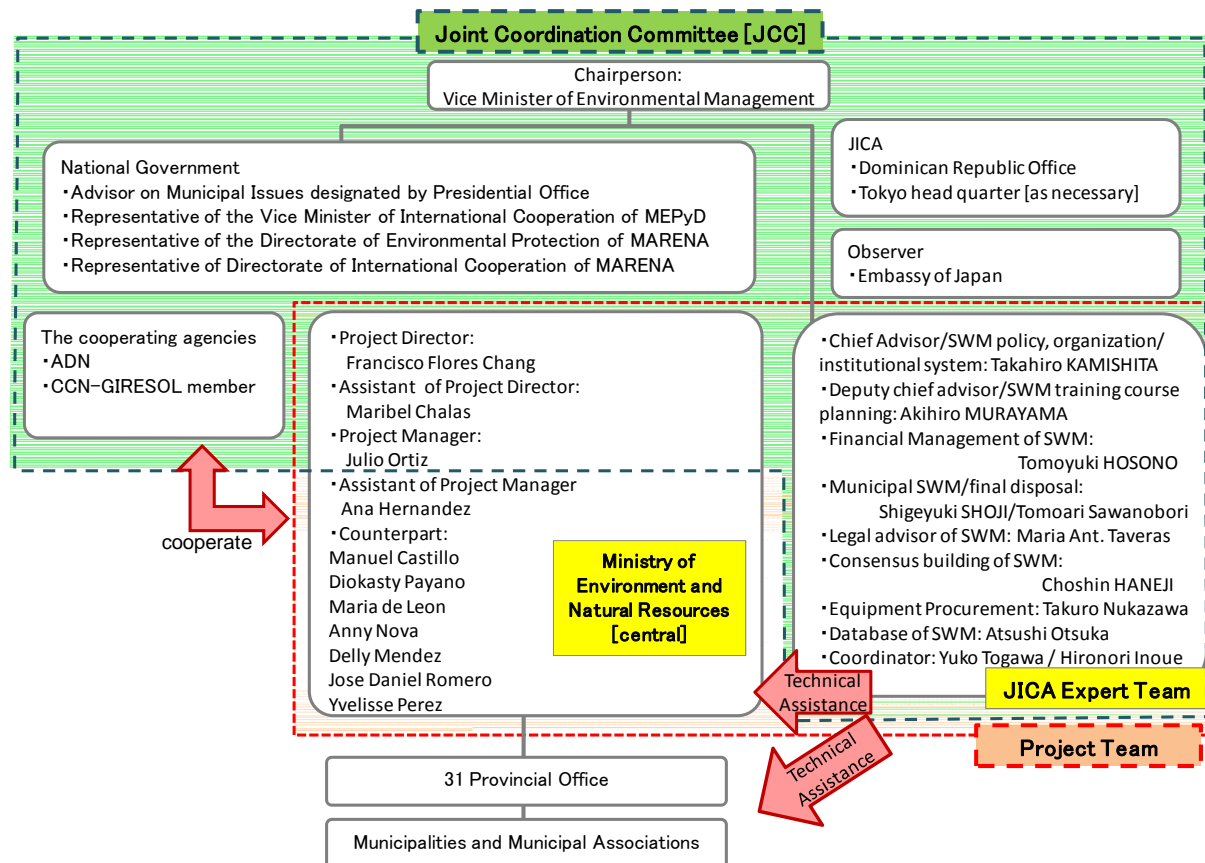 Joint Coordination Committee [JCC]
Chairperson:
Vice Minister of Environmental Management
National Government
・Advisor on Municipal Issues designated by Presidential Office
・Representative of the Vice Minister of International Cooperation of MEPyD
・Representative of the Directorate of Environmental Protection of MARENA
・Representative of Directorate of International Cooperation of MARENA
JICA
・Dominican Republic Office
・Tokyo head quarter [as necessary]
Observer
・Embassy of Japan
The cooperating agencies
・ADN
・CCN-GIRESOL member
cooperate
・Project Director:
Francisco Flores Chang
・Assistant of Project Director:
Maribel Chalas
・Project Manager:
Julio Ortiz
・Assistant of Project Manager
Ana Hernandez
・Counterpart:
Manuel Castillo
Diokasty Payano
Maria de Leon
Anny Nova
Delly Mendez
Jose Daniel Romero
Yvelisse Perez
Ministry of
Environment and
Natural Resources
[central]
・Chief Advisor/SWM policy, organization/
institutional system: Takahiro KAMISHITA
・Deputy chief advisor/SWM training course
planning: Akihiro MURAYAMA
・Financial Management of SWM:
Tomoyuki HOSONO
・Municipal SWM/final disposal:
Shigeyuki SHOJI/Tomoari Sawanobori
・Legal advisor of SWM: Maria Ant. Taveras
・Consensus building of SWM:
Choshin HANEJI
・Equipment Procurement: Takuro Nukazawa
・Database of SWM: Atsushi Otsuka
・Coordinator: Yuko Togawa / Hironori Inoue
JICA Expert Team
Technical
Assistance
Project Team
Technical
Assistance
31 Provincial Office
Municipalities and Municipal Associations